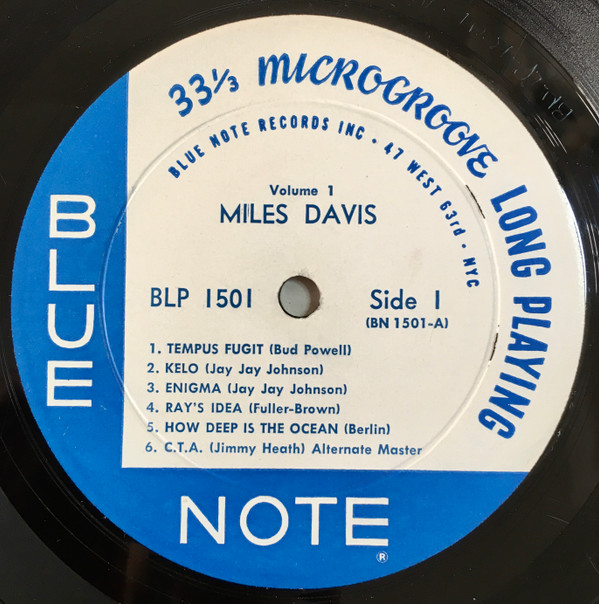 33⅓ MICROGROOVE LONG PLAYING
BLUE NOTE RECORDS INC • 47 WEST 63rd • NYC
Volume 1
MILES DAVIS
BLP 1501
Side 1
(BN 1501-A)
1. TEMPUS FUGIT (Bud Powell)
2. KELO (Jay Jay Johnson)
3. ENIGMA (Jay Jay Johnson)
4. RAY'S IDEA (Fuller-Brown)
5. HOW DEEP IS THE OCEAN (Berlin)
6. C.T.A. (Jimmy Heath) Alternate Master
BLUE
NOTE
®